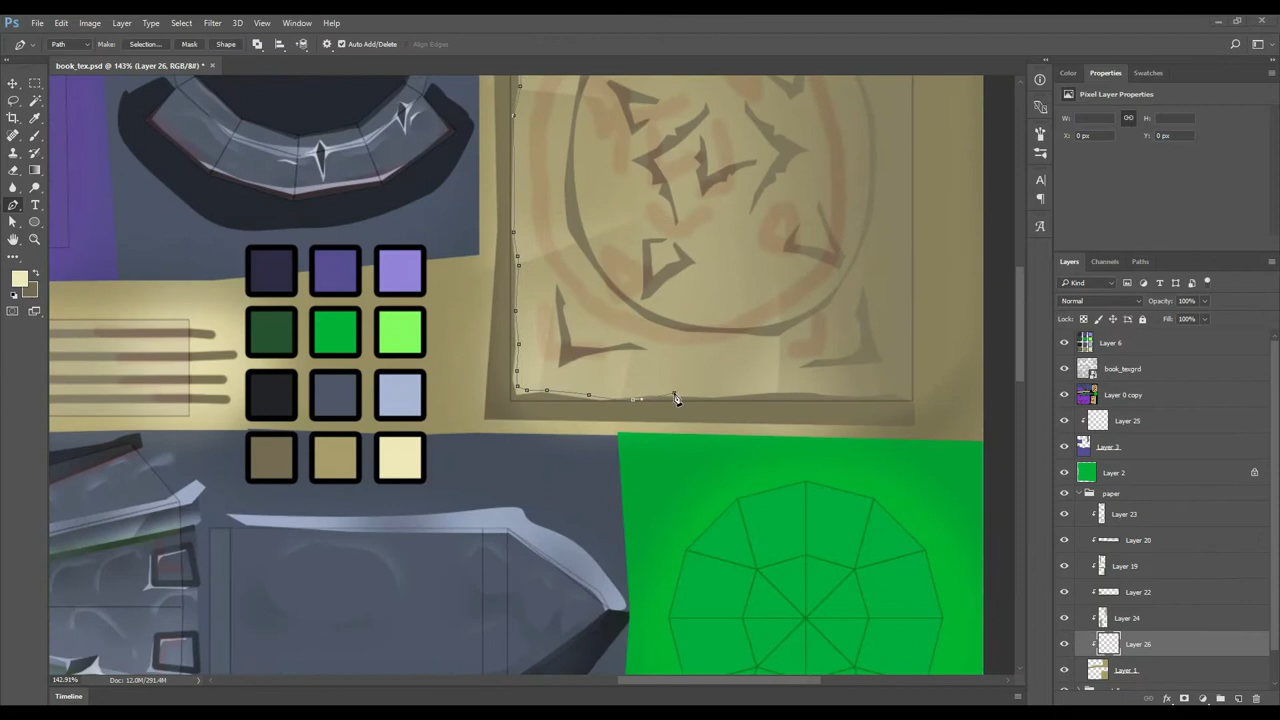 Ps File Edit Image Layer Type Select Filter 3D View Window Help
Path Make: Selection... Mask Shape Auto Add/Delete Align Edges
book_tex.psd @ 143% (Layer 26, RGB/8#) * ×
Color Properties Swatches
Pixel Layer Properties
W: H:
X: 0 px Y: 0 px
Layers Channels Paths
Kind
Normal Opacity: 100%
Lock: Fill: 100%
Layer 6
book_texgrd
Layer 0 copy
Layer 25
Layer 3
Layer 2
paper
Layer 23
Layer 20
Layer 19
Layer 22
Layer 24
Layer 26
Layer 1
142.91% Doc: 12.0M/291.4M
Timeline